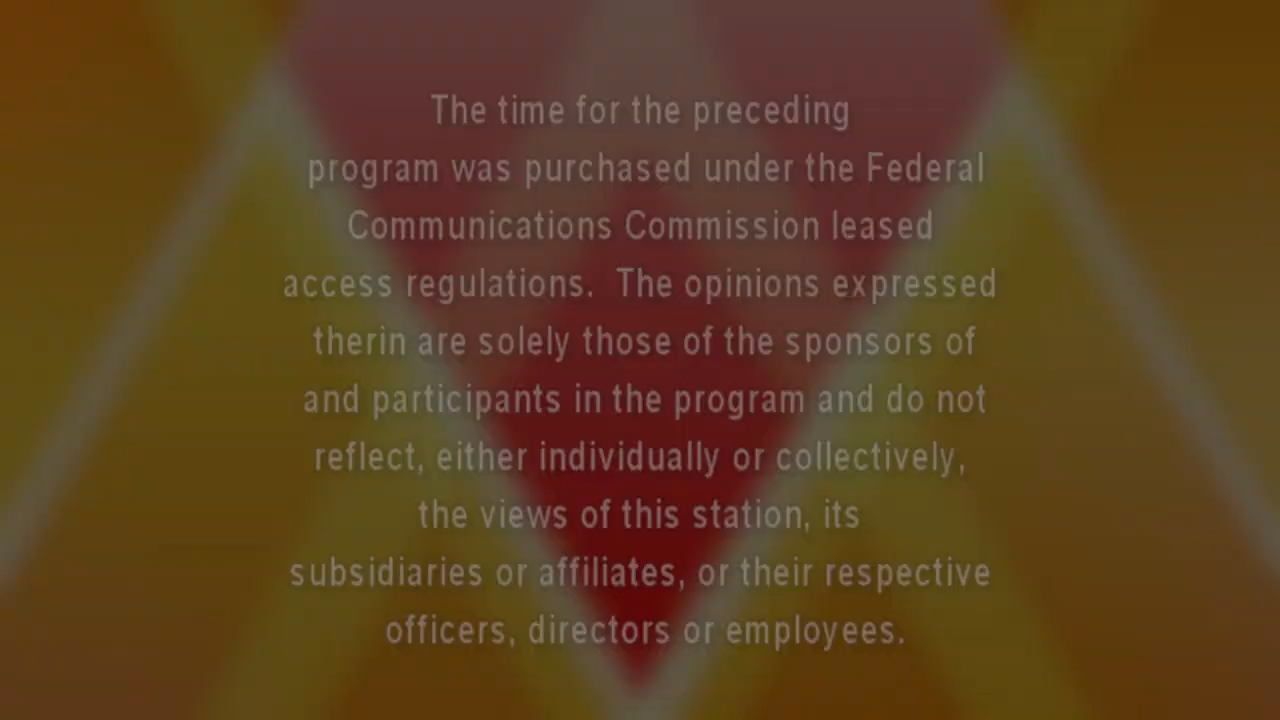 The time for the preceding
program was purchased under the Federal
Communications Commission leased
access regulations.  The opinions expressed
therin are solely those of the sponsors of
and participants in the program and do not
reflect, either individually or collectively,
the views of this station, its
subsidiaries or affiliates, or their respective
officers, directors or employees.